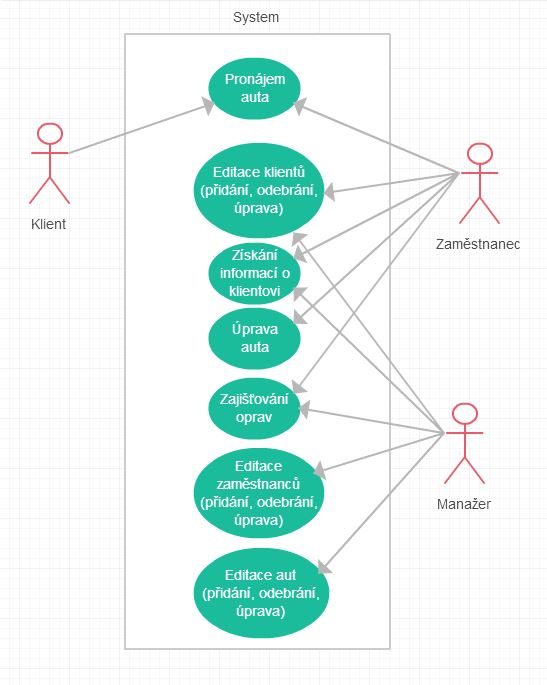 System
Pronájem
auta
Klient
Editace klientů
(přidání, odebrání,
úprava)
Zaměstnanec
Získání
informací o
klientovi
Úprava
auta
Zajišťování
oprav
Editace
zaměstnanců
(přidání, odebrání,
úprava)
Manažer
Editace aut
(přidání, odebrání,
úprava)